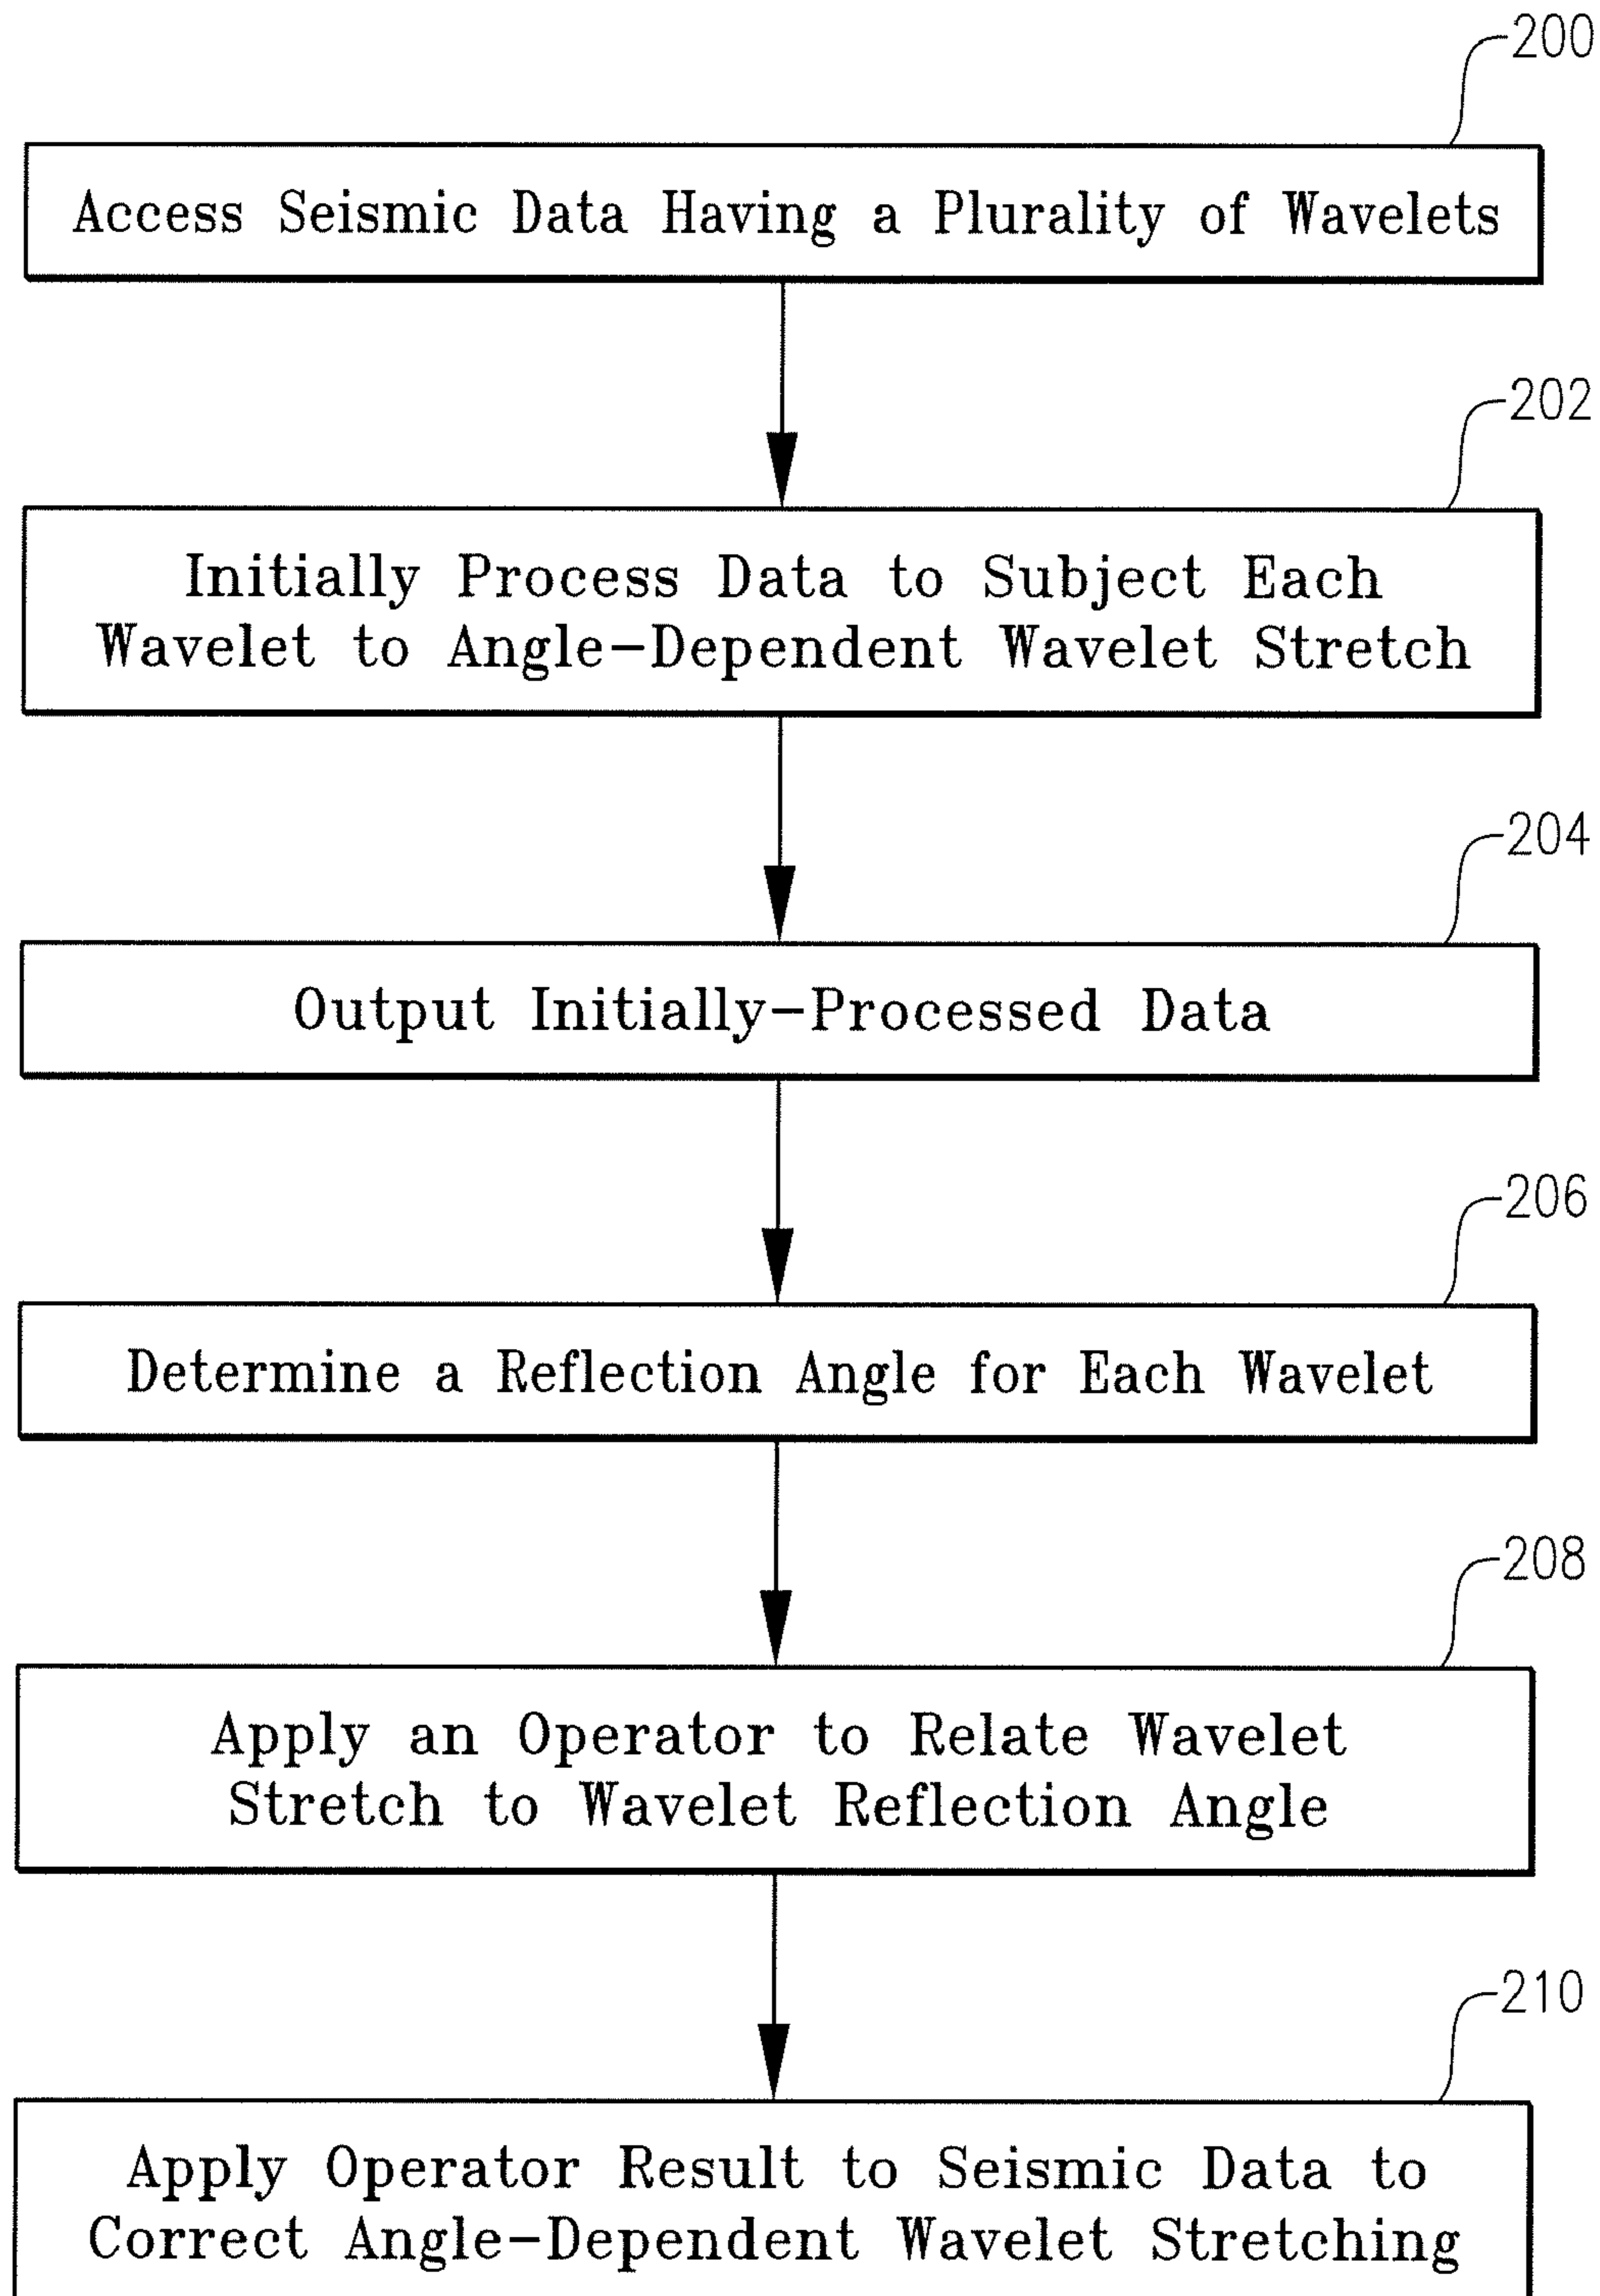 200
Access Seismic Data Having a Plurality of Wavelets
202
Initially Process Data to Subject Each
Wavelet to Angle-Dependent Wavelet Stretch
204
Output Initially-Processed Data
206
Determine a Reflection Angle for Each Wavelet
208
Apply an Operator to Relate Wavelet
Stretch to Wavelet Reflection Angle
210
Apply Operator Result to Seismic Data to
Correct Angle-Dependent Wavelet Stretching